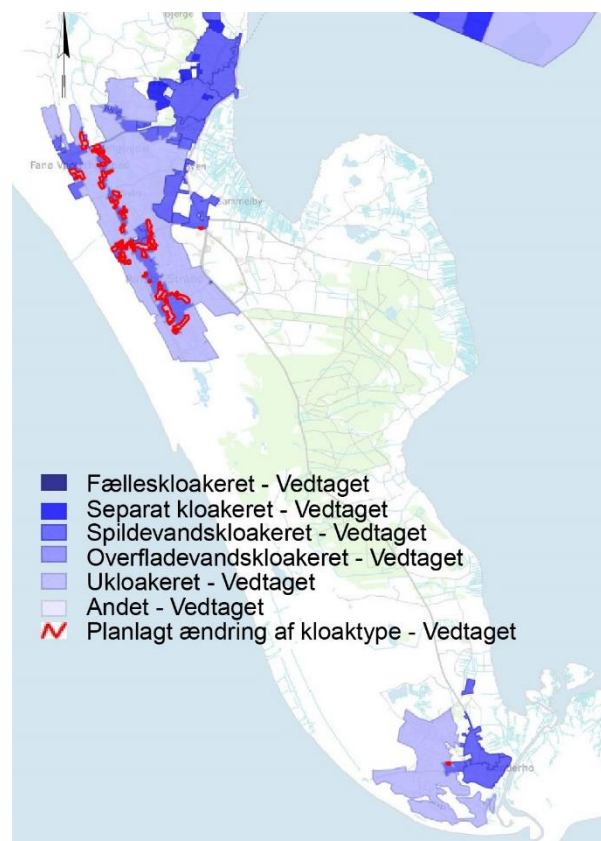 Fælleskloakeret - Vedtaget
Separat kloakeret - Vedtaget
Spildevandskloakeret - Vedtaget
Overfladevandskloakeret - Vedtaget
Ukloakeret - Vedtaget
Andet - Vedtaget
Planlagt ændring af kloaktype - Vedtaget